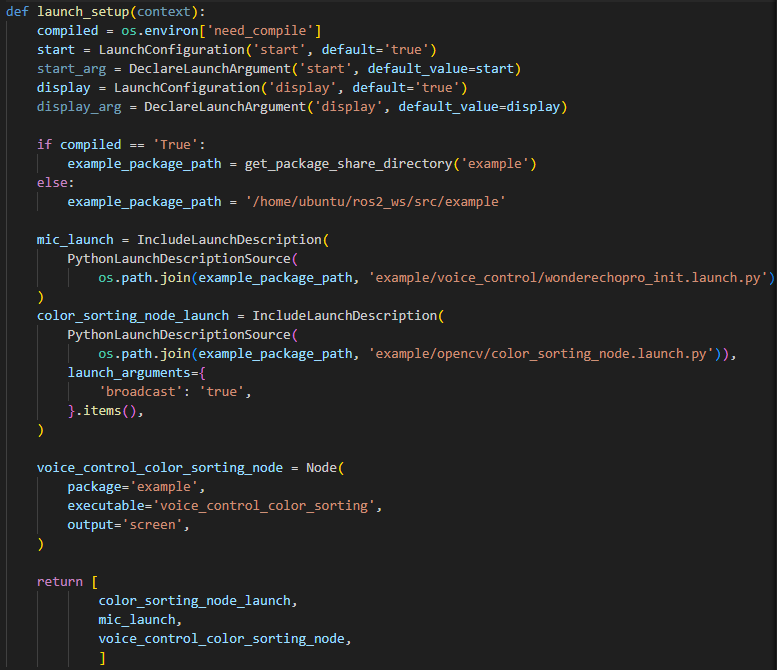 def launch_setup(context):
    compiled = os.environ['need_compile']
    start = LaunchConfiguration('start', default='true')
    start_arg = DeclareLaunchArgument('start', default_value=start)
    display = LaunchConfiguration('display', default='true')
    display_arg = DeclareLaunchArgument('display', default_value=display)

    if compiled == 'True':
        example_package_path = get_package_share_directory('example')
    else:
        example_package_path = '/home/ubuntu/ros2_ws/src/example'

    mic_launch = IncludeLaunchDescription(
        PythonLaunchDescriptionSource(
            os.path.join(example_package_path, 'example/voice_control/wonderechopro_init.launch.py')
    )
    color_sorting_node_launch = IncludeLaunchDescription(
        PythonLaunchDescriptionSource(
            os.path.join(example_package_path, 'example/opencv/color_sorting_node.launch.py')),
        launch_arguments={
            'broadcast': 'true',
        }.items(),
    )

    voice_control_color_sorting_node = Node(
        package='example',
        executable='voice_control_color_sorting',
        output='screen',
    )

    return [
            color_sorting_node_launch,
            mic_launch,
            voice_control_color_sorting_node,
            ]